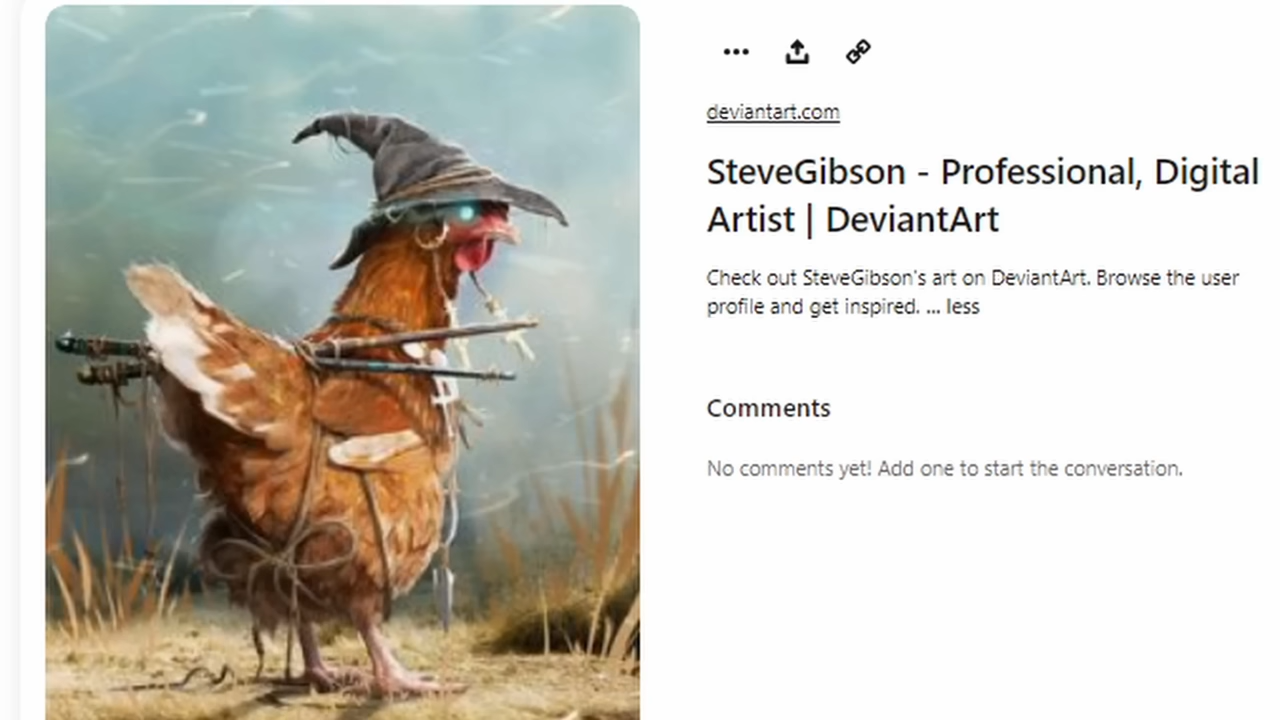 deviantart.com
SteveGibson - Professional, Digital
Artist | DeviantArt
Check out SteveGibson's art on DeviantArt. Browse the user
profile and get inspired. ... less
Comments
No comments yet! Add one to start the conversation.